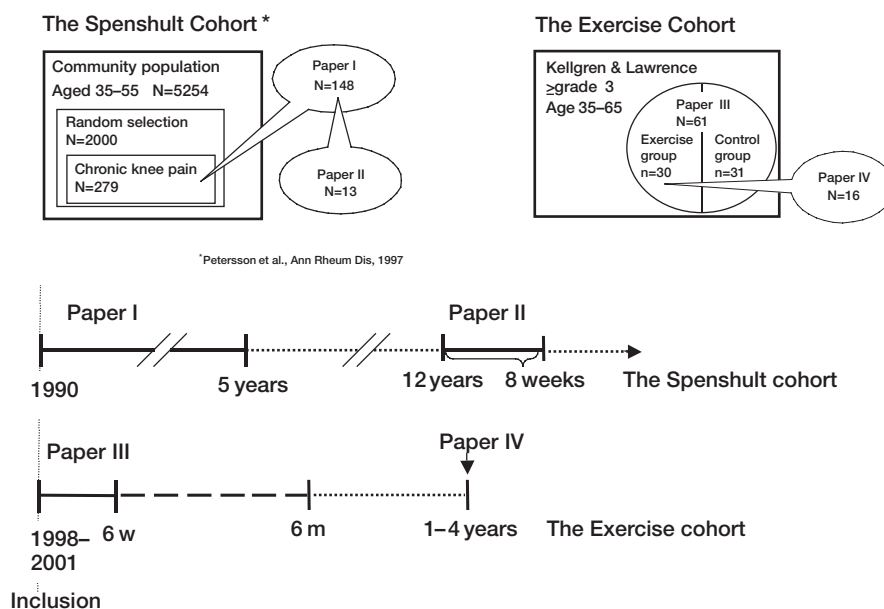 The Spenshult Cohort *
Community population
Aged 35–55 N=5254
Random selection
N=2000
Chronic knee pain
N=279
Paper I
N=148
Paper II
N=13
The Exercise Cohort
Kellgren & Lawrence
≥grade 3
Age 35–65
Paper III
N=61
Exercise
group
n=30
Control
group
n=31
Paper IV
N=16
*Petersson et al., Ann Rheum Dis, 1997
Paper I
Paper II
1990
5 years
12 years
8 weeks
The Spenshult cohort
Paper III
Paper IV
1998–
2001
6 w
6 m
1–4 years
The Exercise cohort
Inclusion